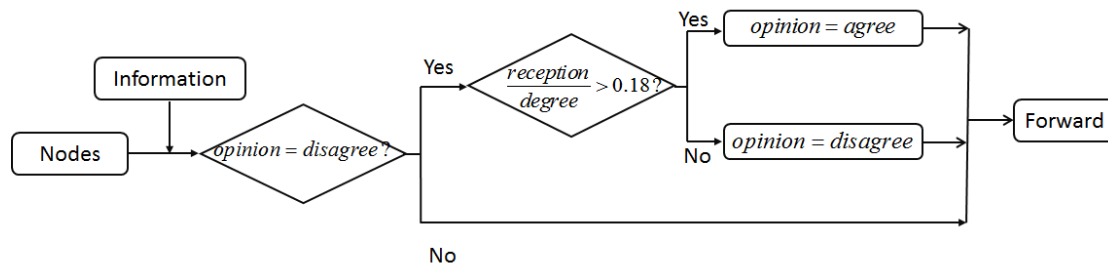 Information
Nodes
opinion = disagree?
Yes
reception
degree
> 0.18?
Yes
opinion = agree
No
opinion = disagree
Forward
No